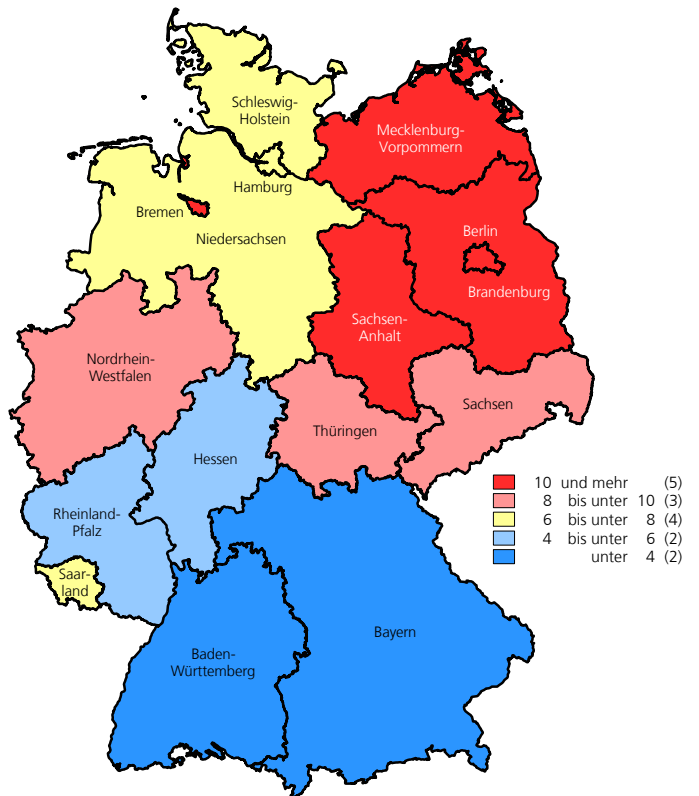 Schleswig-
Holstein
Mecklenburg-
Vorpommern
Hamburg
Bremen
Niedersachsen
Berlin
Brandenburg
Sachsen-
Anhalt
Nordrhein-
Westfalen
Sachsen
Thüringen
Hessen
Rheinland-
Pfalz
Saar-
land
Bayern
Baden-
Württemberg
10 und mehr (5)
8 bis unter 10 (3)
6 bis unter 8 (4)
4 bis unter 6 (2)
unter 4 (2)